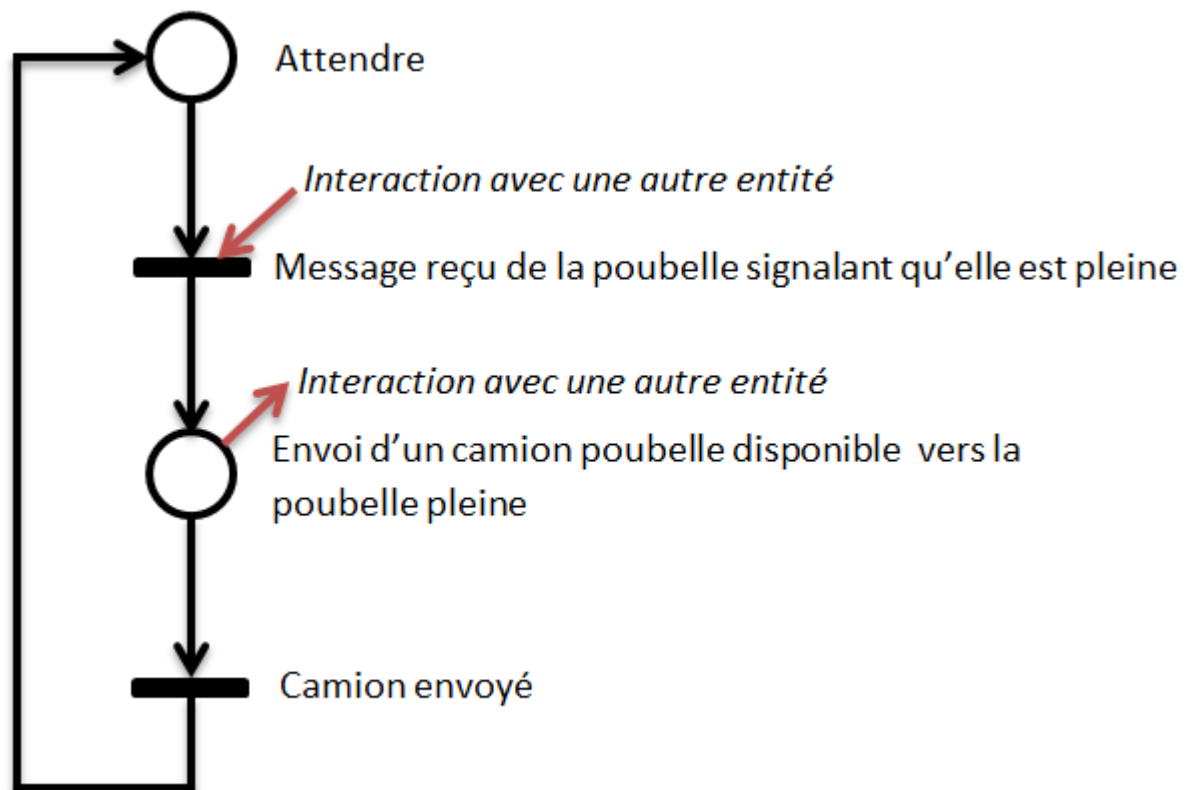 Attendre
Interaction avec une autre entité
Message reçu de la poubelle signalant qu’elle est pleine
Interaction avec une autre entité
Envoi d’un camion poubelle disponible vers la
poubelle pleine
Camion envoyé